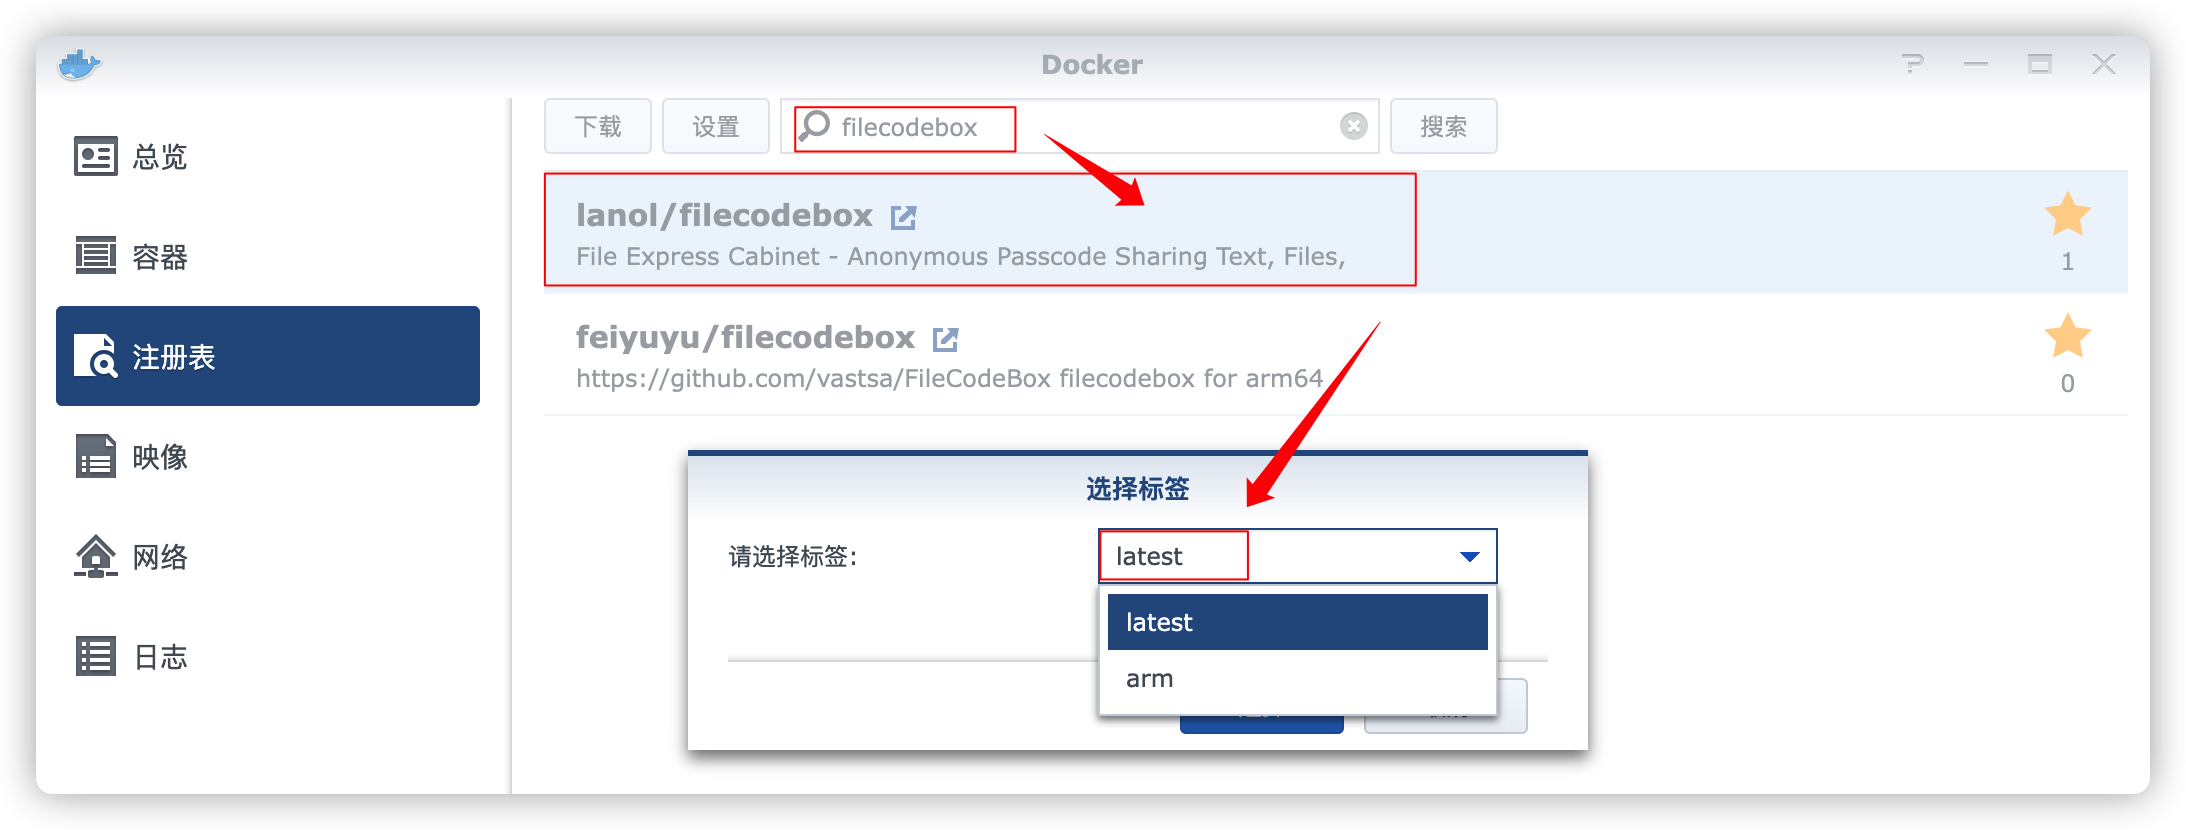 Docker
总览
容器
注册表
映像
网络
日志
下载
设置
filecodebox
搜索
lanol/filecodebox
File Express Cabinet - Anonymous Passcode Sharing Text, Files,
1
feiyuyu/filecodebox
https://github.com/vastsa/FileCodeBox filecodebox for arm64
0
选择标签
请选择标签:
latest
latest
arm